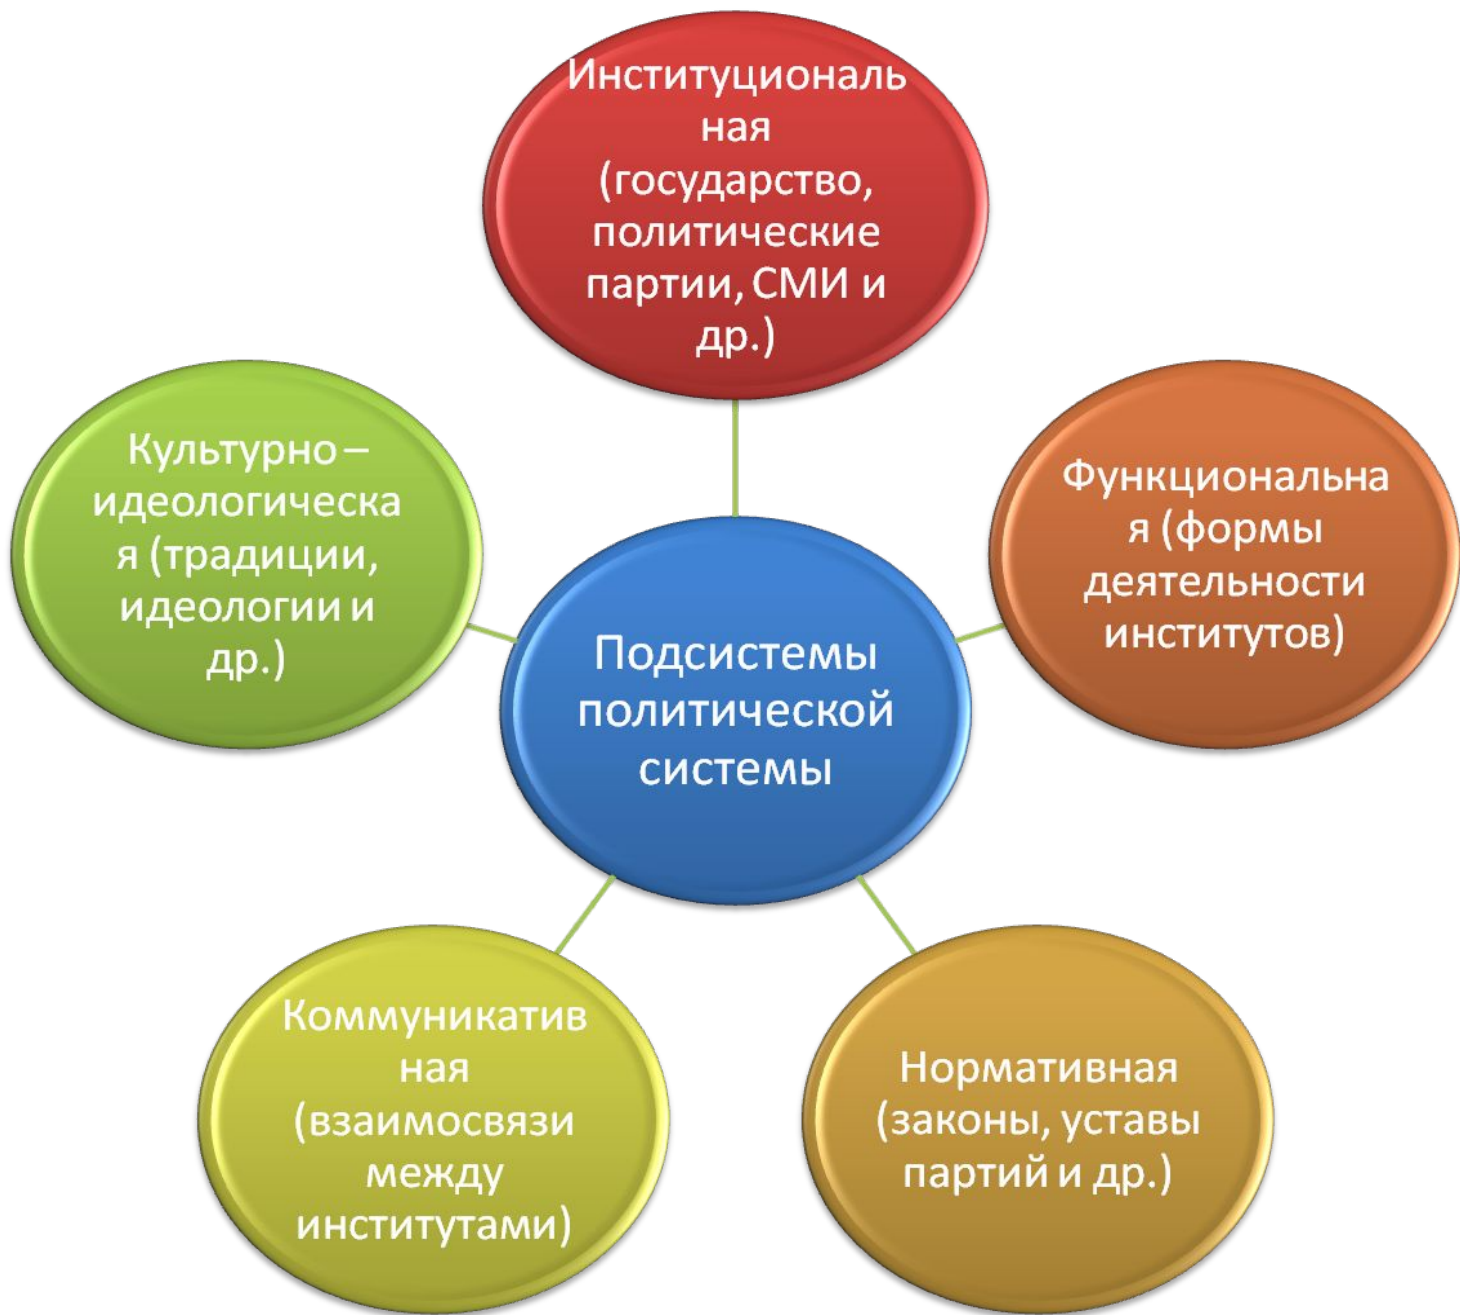 Институциональ
ная
(государство,
политические
партии, СМИ и
др.)
Культурно –
идеологическа
я (традиции,
идеологии и
др.)
Функциональна
я (формы
деятельности
институтов)
Подсистемы
политической
системы
Коммуникатив
ная
(взаимосвязи
между
институтами)
Нормативная
(законы, уставы
партий и др.)